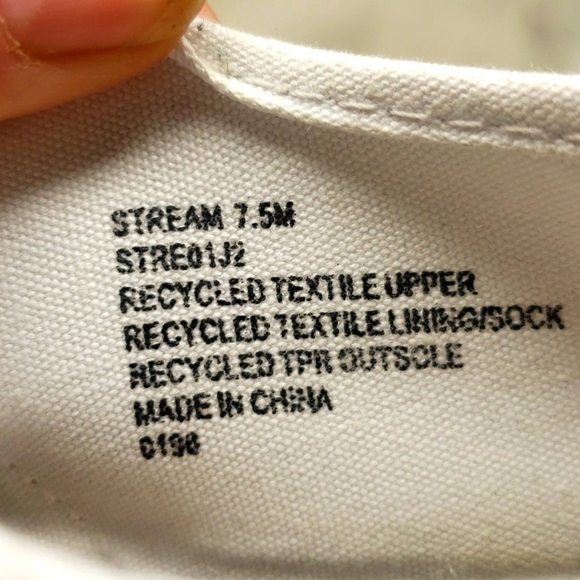 STREAM 7.5M
STRE01J2
RECYCLED TEXTILE UPPER
RECYCLED TEXTILE LINING/SOCK
RECYCLED TPR OUTSOLE
MADE IN CHINA
0198